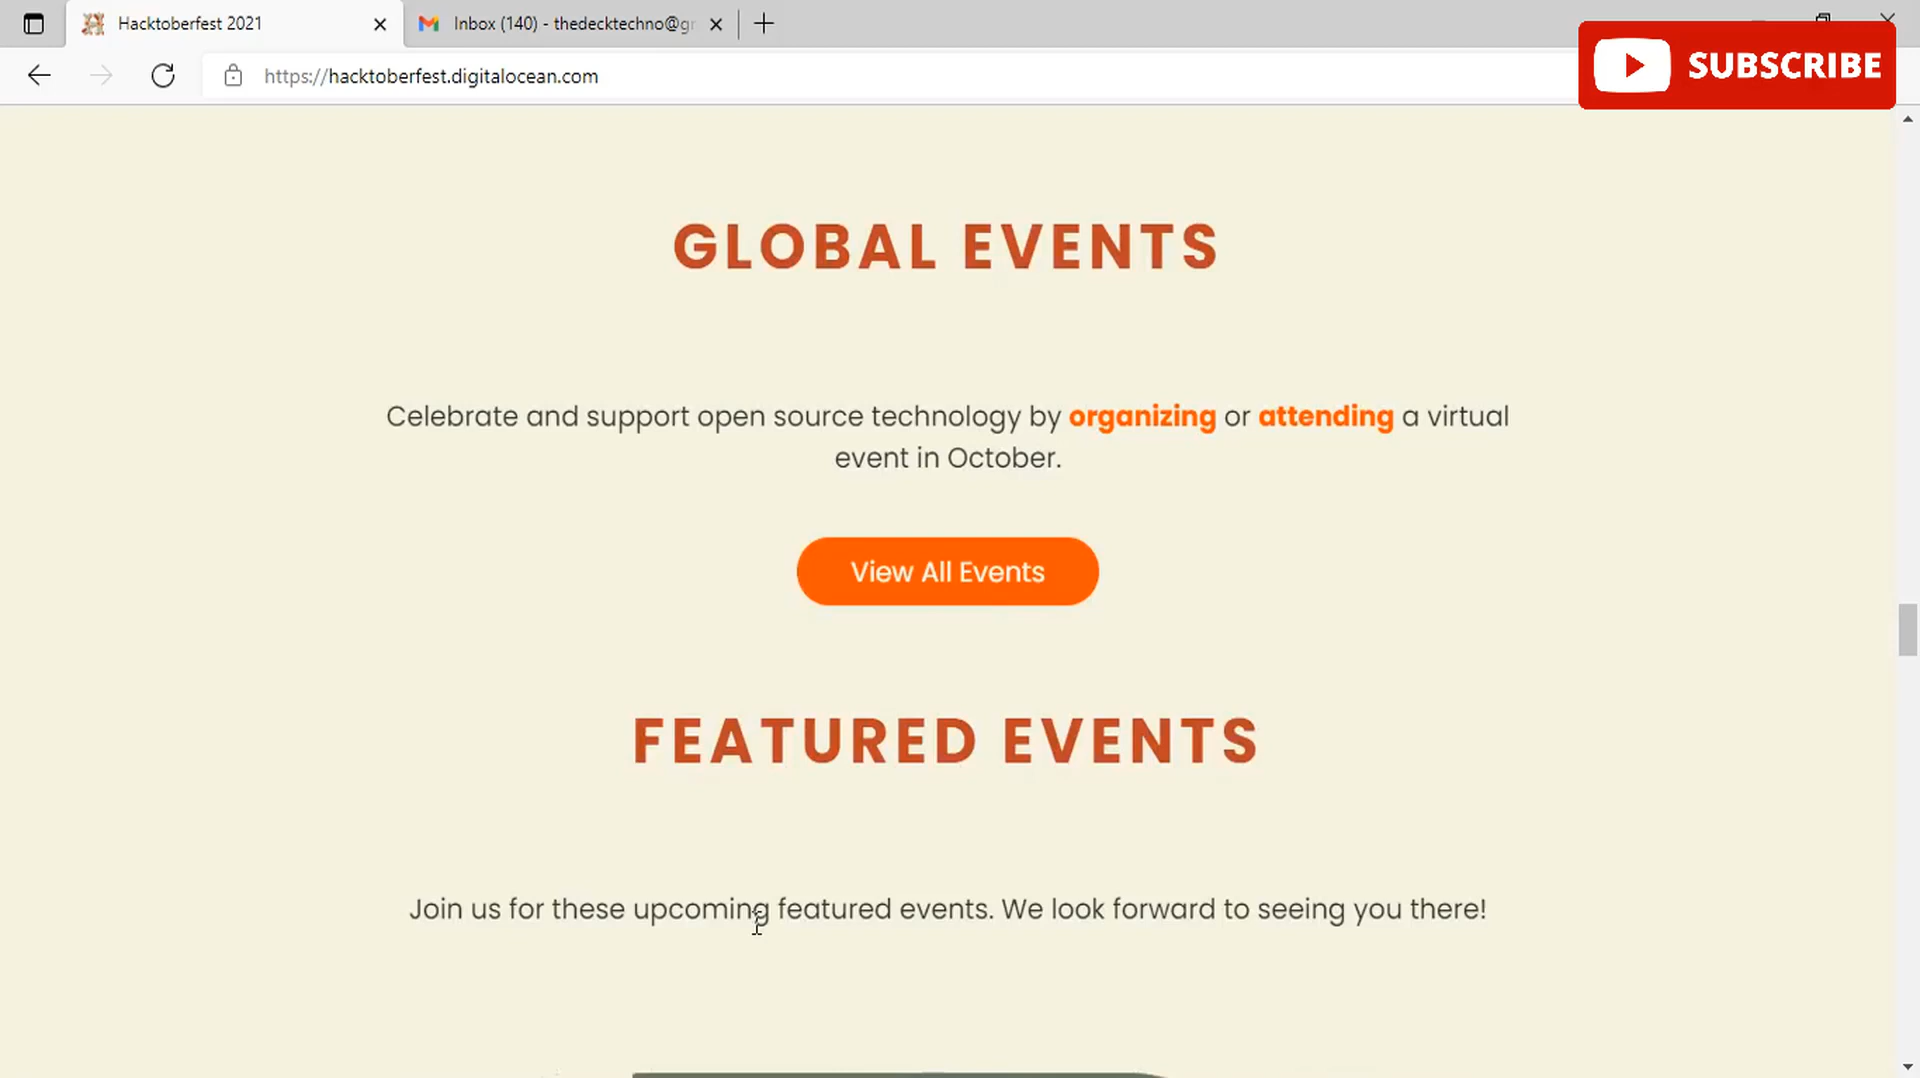 Hacktoberfest 2021
Inbox (140) - thedecktechno@gr
https://hacktoberfest.digitalocean.com
SUBSCRIBE
GLOBAL EVENTS
Celebrate and support open source technology by organizing or attending a virtual
event in October.
View All Events
FEATURED EVENTS
Join us for these upcoming featured events. We look forward to seeing you there!